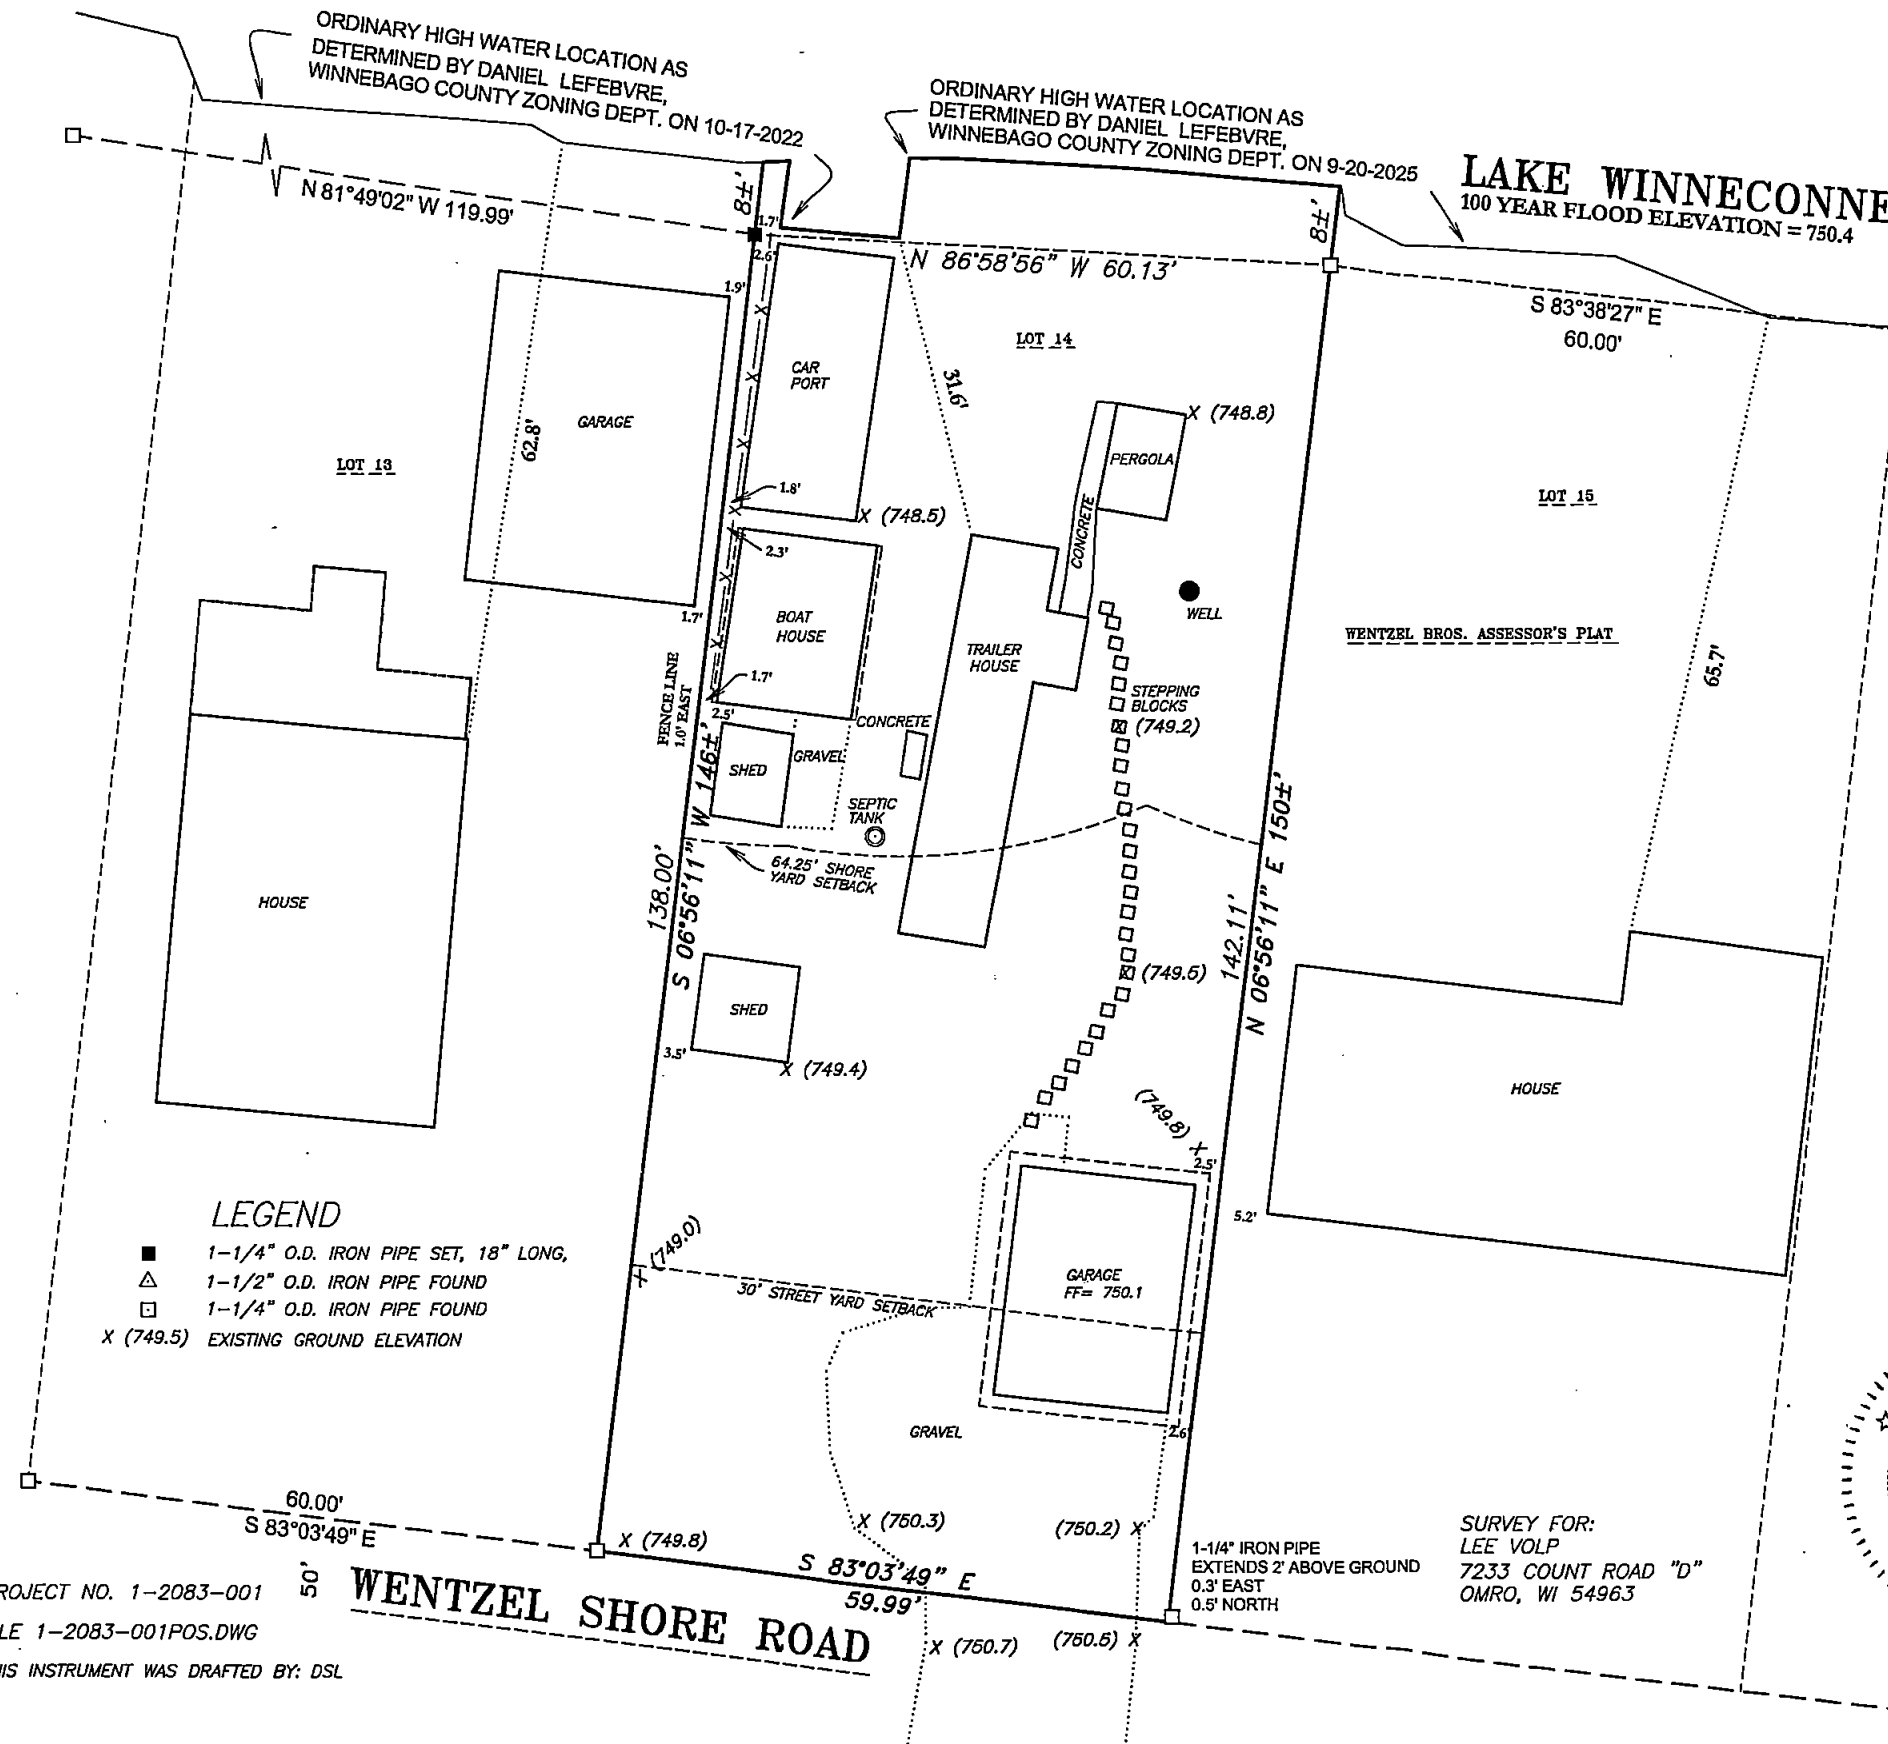 ORDINARY HIGH WATER LOCATION AS
DETERMINED BY DANIEL LEFEBVRE,
WINNEBAGO COUNTY ZONING DEPT. ON 10-17-2022
ORDINARY HIGH WATER LOCATION AS
DETERMINED BY DANIEL LEFEBVRE,
WINNEBAGO COUNTY ZONING DEPT. ON 9-20-2025
LAKE WINNECONNE
100 YEAR FLOOD ELEVATION = 750.4
N 81°49'02" W 119.99'
8±'
1.7'
2.6'
1.9'
N 86°58'56" W 60.13'
8±'
S 83°38'27" E
60.00'
LOT 13
62.8'
GARAGE
CAR
PORT
31.6'
LOT 14
X (748.8)
PERGOLA
CONCRETE
LOT 15
1.8'
X (748.5)
2.3'
1.7'
BOAT
HOUSE
TRAILER
HOUSE
WELL
WENTZEL BROS. ASSESSOR'S PLAT
65.7'
FENCE LINE
1.0' EAST
1.7'
2.5'
CONCRETE
STEPPING
BLOCKS
X (749.2)
SHED
GRAVEL
SEPTIC
TANK
64.25' SHORE
YARD SETBACK
138.00'
S 06°56'11" W 146±'
142.11'
N 06°56'11" E 150±'
HOUSE
SHED
3.5'
X (749.4)
X (749.5)
(749.8)
X
2.5'
5.2'
HOUSE
LEGEND
1-1/4" O.D. IRON PIPE SET, 18" LONG,
1-1/2" O.D. IRON PIPE FOUND
1-1/4" O.D. IRON PIPE FOUND
X (749.5) EXISTING GROUND ELEVATION
X (749.0)
30' STREET YARD SETBACK
GARAGE
FF= 750.1
GRAVEL
2.6'
60.00'
S 83°03'49" E
X (749.8)
X (750.3)
(750.2) X
S 83°03'49" E
59.99'
1-1/4" IRON PIPE
EXTENDS 2' ABOVE GROUND
0.3' EAST
0.5' NORTH
SURVEY FOR:
LEE VOLP
7233 COUNT ROAD "D"
OMRO, WI 54963
50'
WENTZEL SHORE ROAD
X (750.7)
(750.5) X
ROJECT NO. 1-2083-001
LE 1-2083-001POS.DWG
IS INSTRUMENT WAS DRAFTED BY: DSL